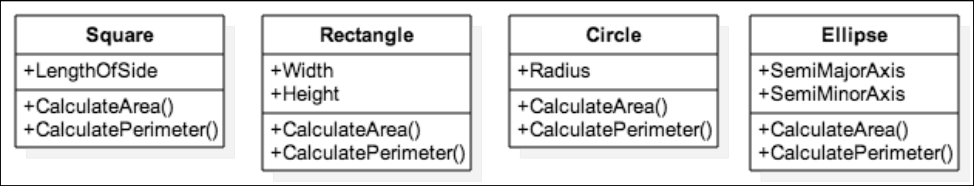 Square
+LengthOfSide
+CalculateArea()
+CalculatePerimeter()
Rectangle
+Width
+Height
+CalculateArea()
+CalculatePerimeter()
Circle
+Radius
+CalculateArea()
+CalculatePerimeter()
Ellipse
+SemiMajorAxis
+SemiMinorAxis
+CalculateArea()
+CalculatePerimeter()